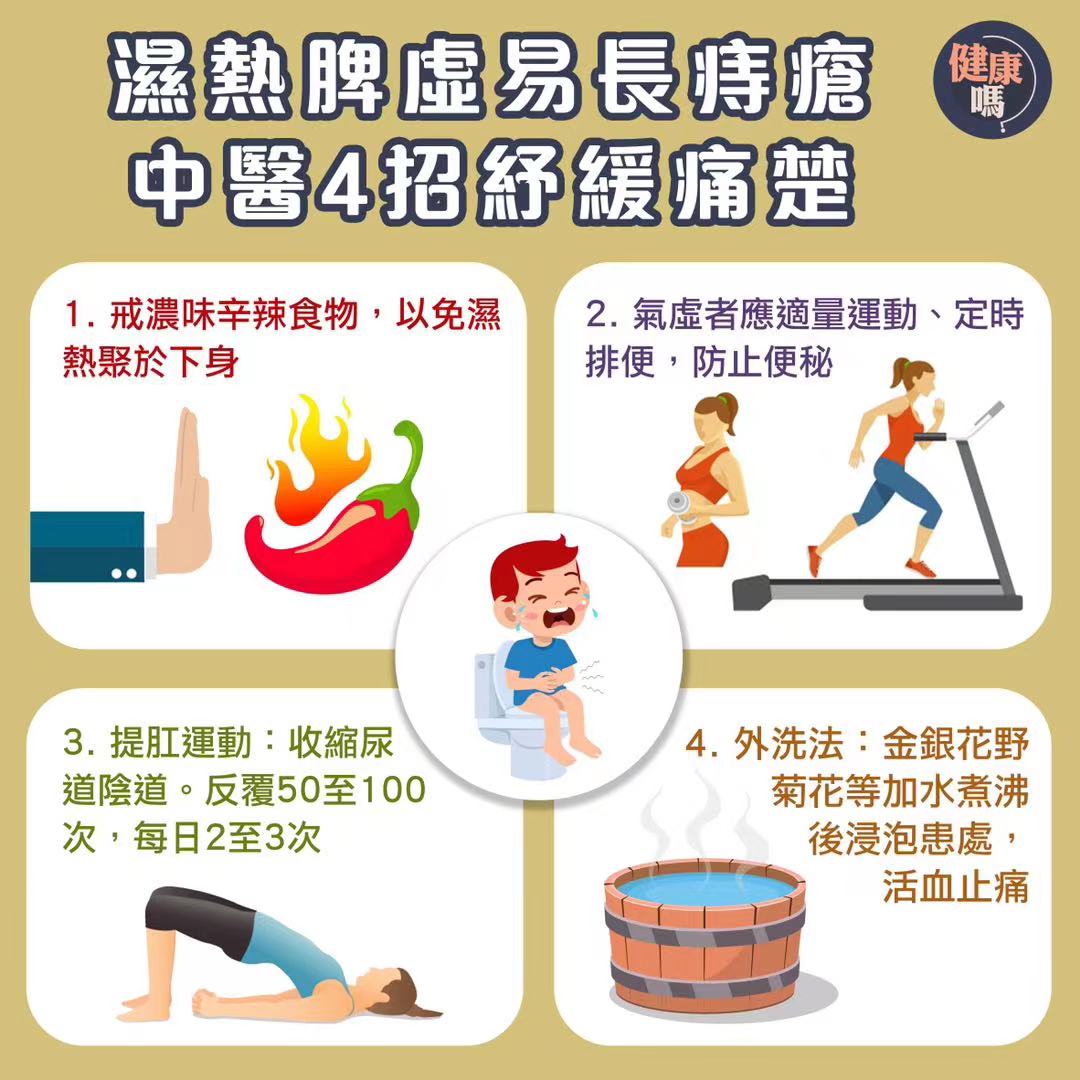 濕熱脾虛易長痔瘡
中醫4招紓緩痛楚
健康
嗎
1. 戒濃味辛辣食物，以免濕
熱聚於下身
2. 氣虛者應適量運動、定時
排便，防止便秘
3. 提肛運動：收縮尿
道陰道。反覆50至100
次，每日2至3次
4. 外洗法：金銀花野
菊花等加水煮沸
後浸泡患處，
活血止痛